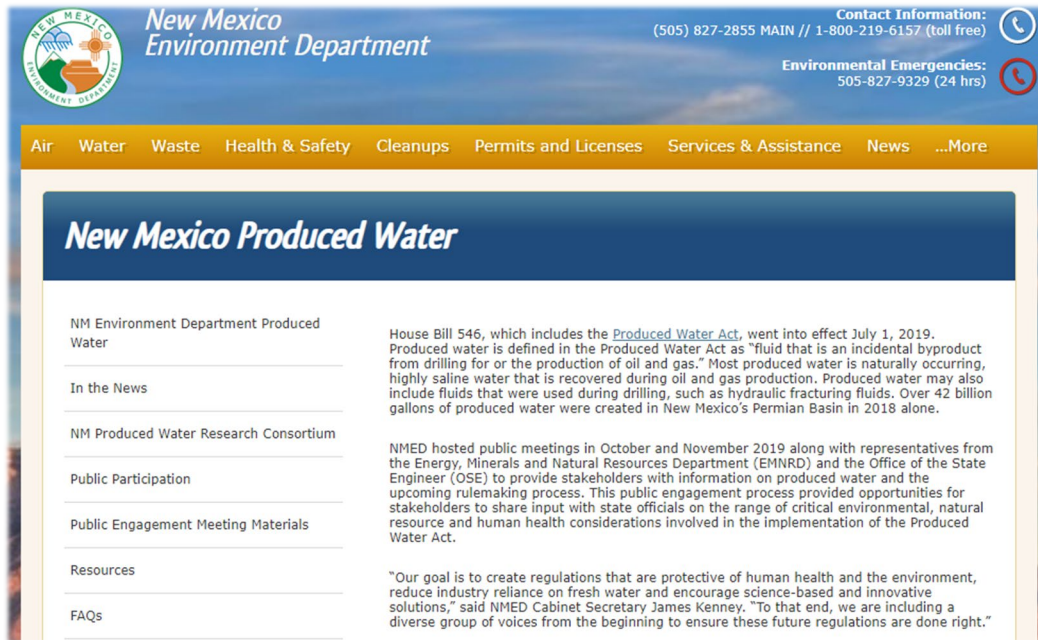 NEW MEXICO
ENVIRONMENT DEPARTMENT
New Mexico
Environment Department
Contact Information:
(505) 827-2855 MAIN // 1-800-219-6157 (toll free)
Environmental Emergencies:
505-827-9329 (24 hrs)
Air Water Waste Health & Safety Cleanups Permits and Licenses Services & Assistance News ...More
New Mexico Produced Water
NM Environment Department Produced
Water
In the News
NM Produced Water Research Consortium
Public Participation
Public Engagement Meeting Materials
Resources
FAQs
House Bill 546, which includes the Produced Water Act, went into effect July 1, 2019.
Produced water is defined in the Produced Water Act as “fluid that is an incidental byproduct
from drilling for or the production of oil and gas.” Most produced water is naturally occurring,
highly saline water that is recovered during oil and gas production. Produced water may also
include fluids that were used during drilling, such as hydraulic fracturing fluids. Over 42 billion
gallons of produced water were created in New Mexico’s Permian Basin in 2018 alone.
NMED hosted public meetings in October and November 2019 along with representatives from
the Energy, Minerals and Natural Resources Department (EMNRD) and the Office of the State
Engineer (OSE) to provide stakeholders with information on produced water and the
upcoming rulemaking process. This public engagement process provided opportunities for
stakeholders to share input with state officials on the range of critical environmental, natural
resource and human health considerations involved in the implementation of the Produced
Water Act.
“Our goal is to create regulations that are protective of human health and the environment,
reduce industry reliance on fresh water and encourage science-based and innovative
solutions,” said NMED Cabinet Secretary James Kenney. “To that end, we are including a
diverse group of voices from the beginning to ensure these future regulations are done right.”